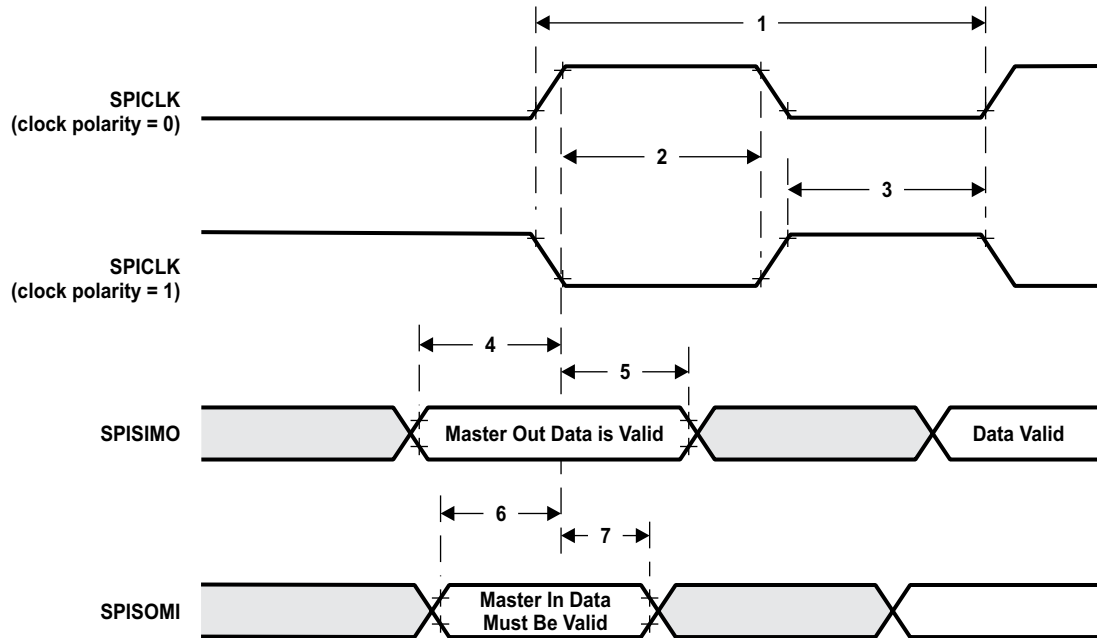 1
SPICLK
(clock polarity = 0)
2
3
SPICLK
(clock polarity = 1)
4
5
SPISIMO
Master Out Data is Valid
Data Valid
6
7
SPISOMI
Master In Data
Must Be Valid